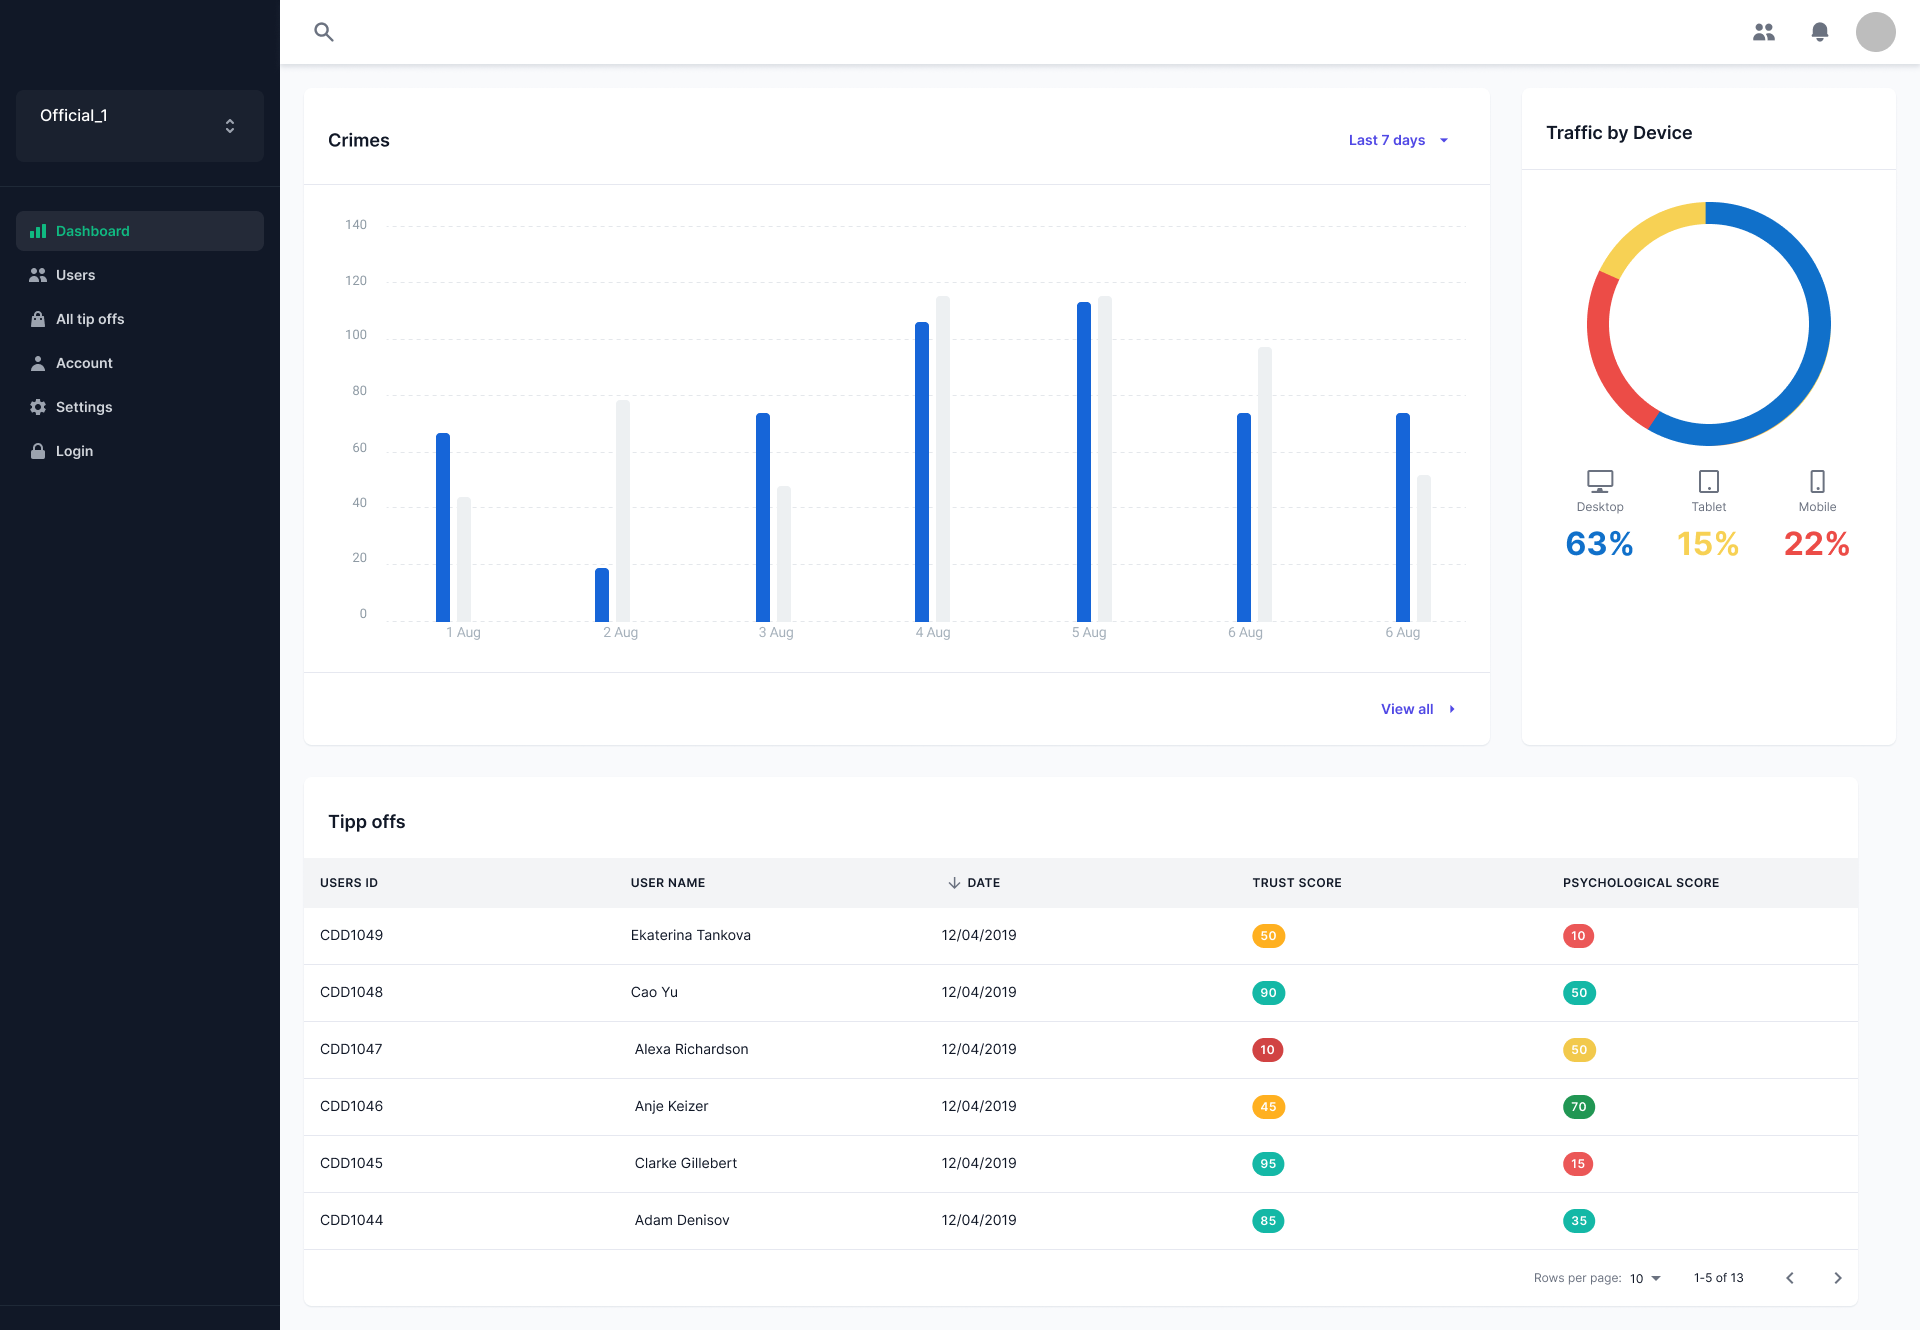 Official_1
Dashboard
Users
All tip offs
Account
Settings
Login
Crimes
Last 7 days
140
120
100
80
60
40
20
0
1 Aug 2 Aug 3 Aug 4 Aug 5 Aug 6 Aug 6 Aug
View all
Traffic by Device
Desktop Tablet Mobile
63% 15% 22%
Tipp offs
USERS ID USER NAME DATE TRUST SCORE PSYCHOLOGICAL SCORE
CDD1049 Ekaterina Tankova 12/04/2019 50 10
CDD1048 Cao Yu 12/04/2019 90 50
CDD1047 Alexa Richardson 12/04/2019 10 50
CDD1046 Anje Keizer 12/04/2019 45 70
CDD1045 Clarke Gillebert 12/04/2019 95 15
CDD1044 Adam Denisov 12/04/2019 85 35
Rows per page: 10 1-5 of 13